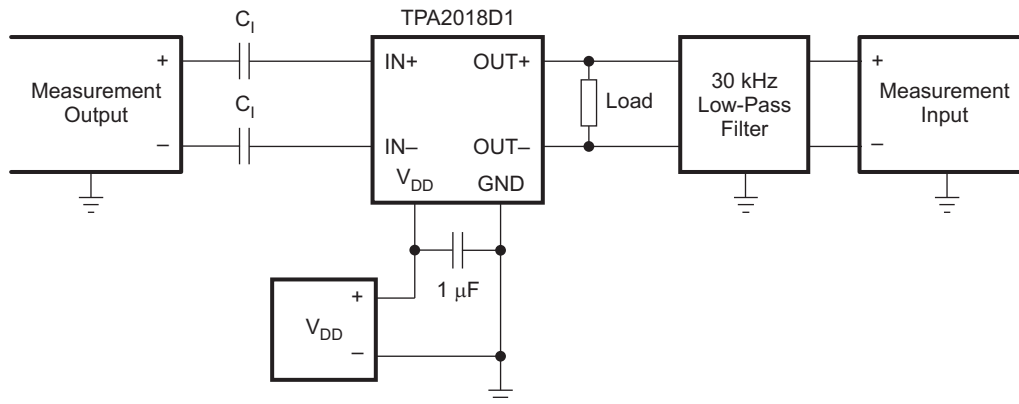 TPA2018D1
C_I
C_I
+
–
Measurement
Output
IN+
IN–
OUT+
OUT–
V_DD
GND
Load
30 kHz
Low-Pass
Filter
+
–
Measurement
Input
1 μF
+
V_DD
–